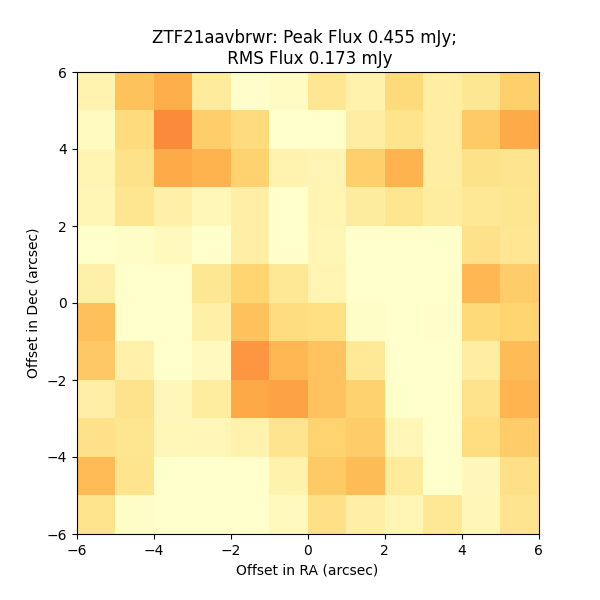 ZTF21aavbrwr: Peak Flux 0.455 mJy;
RMS Flux 0.173 mJy
6
4
2
0
−2
−4
−6
Offset in Dec (arcsec)
−6 −4 −2 0 2 4 6
Offset in RA (arcsec)